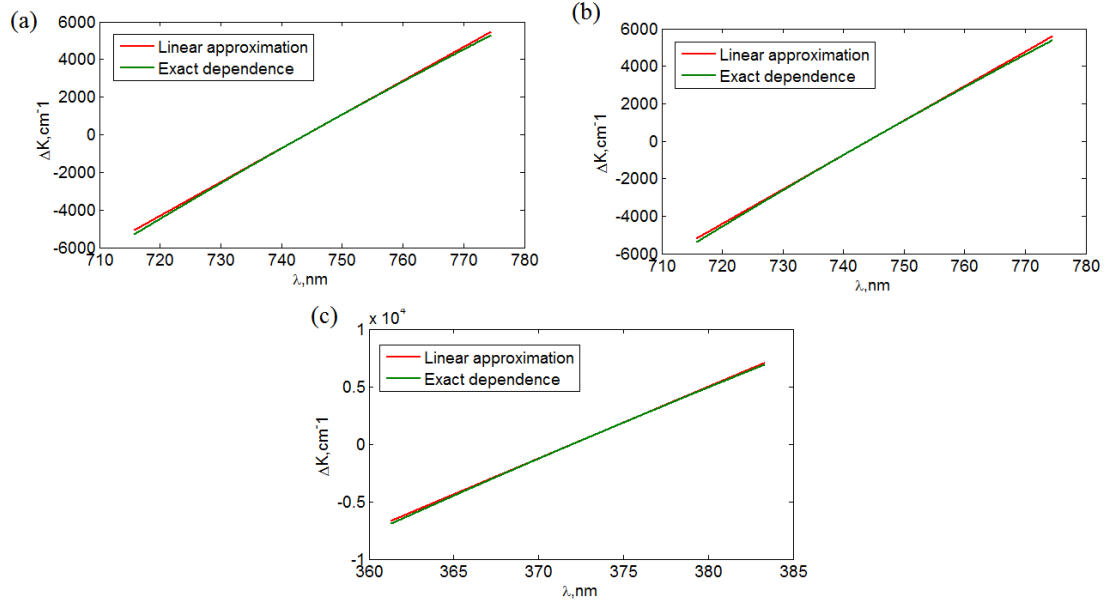 (a)
6000
4000
2000
0
-2000
-4000
-6000
ΔK,cm⁻1
Linear approximation
Exact dependence
710 720 730 740 750 760 770 780
λ,nm
(b)
6000
4000
2000
0
-2000
-4000
-6000
ΔK,cm⁻1
Linear approximation
Exact dependence
710 720 730 740 750 760 770 780
λ,nm
(c)
x 10⁴
1
0.5
0
-0.5
-1
ΔK,cm⁻1
Linear approximation
Exact dependence
360 365 370 375 380 385
λ,nm